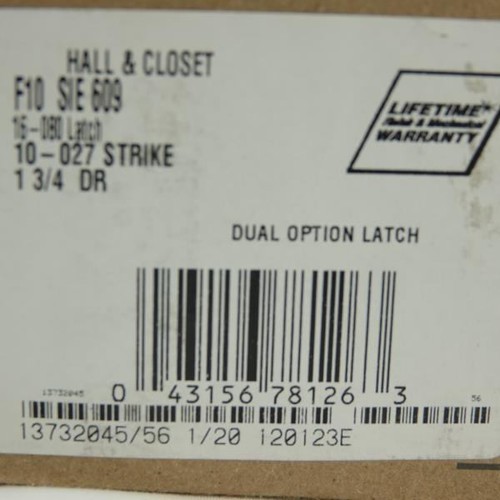 HALL & CLOSET
F10 SIE 609
16-080 Latch
10-027 STRIKE
1 3/4 DR
LIFETIME
Finish & Mechanical
WARRANTY
DUAL OPTION LATCH
13732045 0 43156 78126 3 56
13732045/56 1/20 120123E